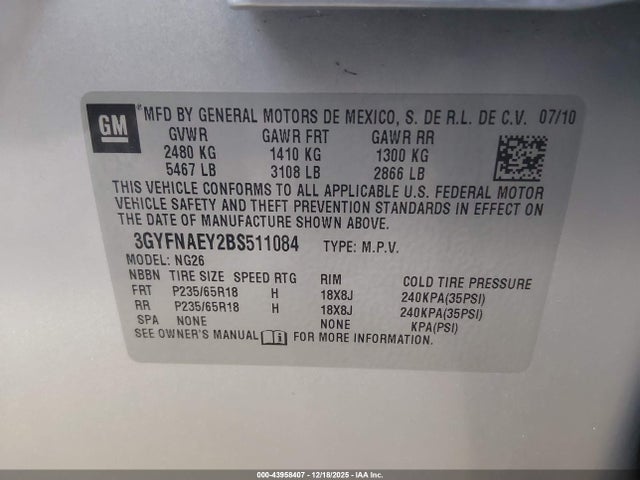 GM
MFD BY GENERAL MOTORS DE MEXICO, S. DE R.L. DE C.V. 07/10
GVWR GAWR FRT GAWR RR
2480 KG 1410 KG 1300 KG
5467 LB 3108 LB 2866 LB
THIS VEHICLE CONFORMS TO ALL APPLICABLE U.S. FEDERAL MOTOR
VEHICLE SAFETY AND THEFT PREVENTION STANDARDS IN EFFECT ON
THE DATE OF MANUFACTURE SHOWN ABOVE.
3GYFNAEY2BS511084 TYPE: M.P.V.
MODEL: NG26
NBBN TIRE SIZE SPEED RTG RIM COLD TIRE PRESSURE
FRT P235/65R18 H 18X8J 240KPA(35PSI)
RR P235/65R18 H 18X8J 240KPA(35PSI)
SPA NONE NONE KPA(PSI)
SEE OWNER'S MANUAL FOR MORE INFORMATION.
000-43958407 - 12/18/2025 - IAAI, Inc.